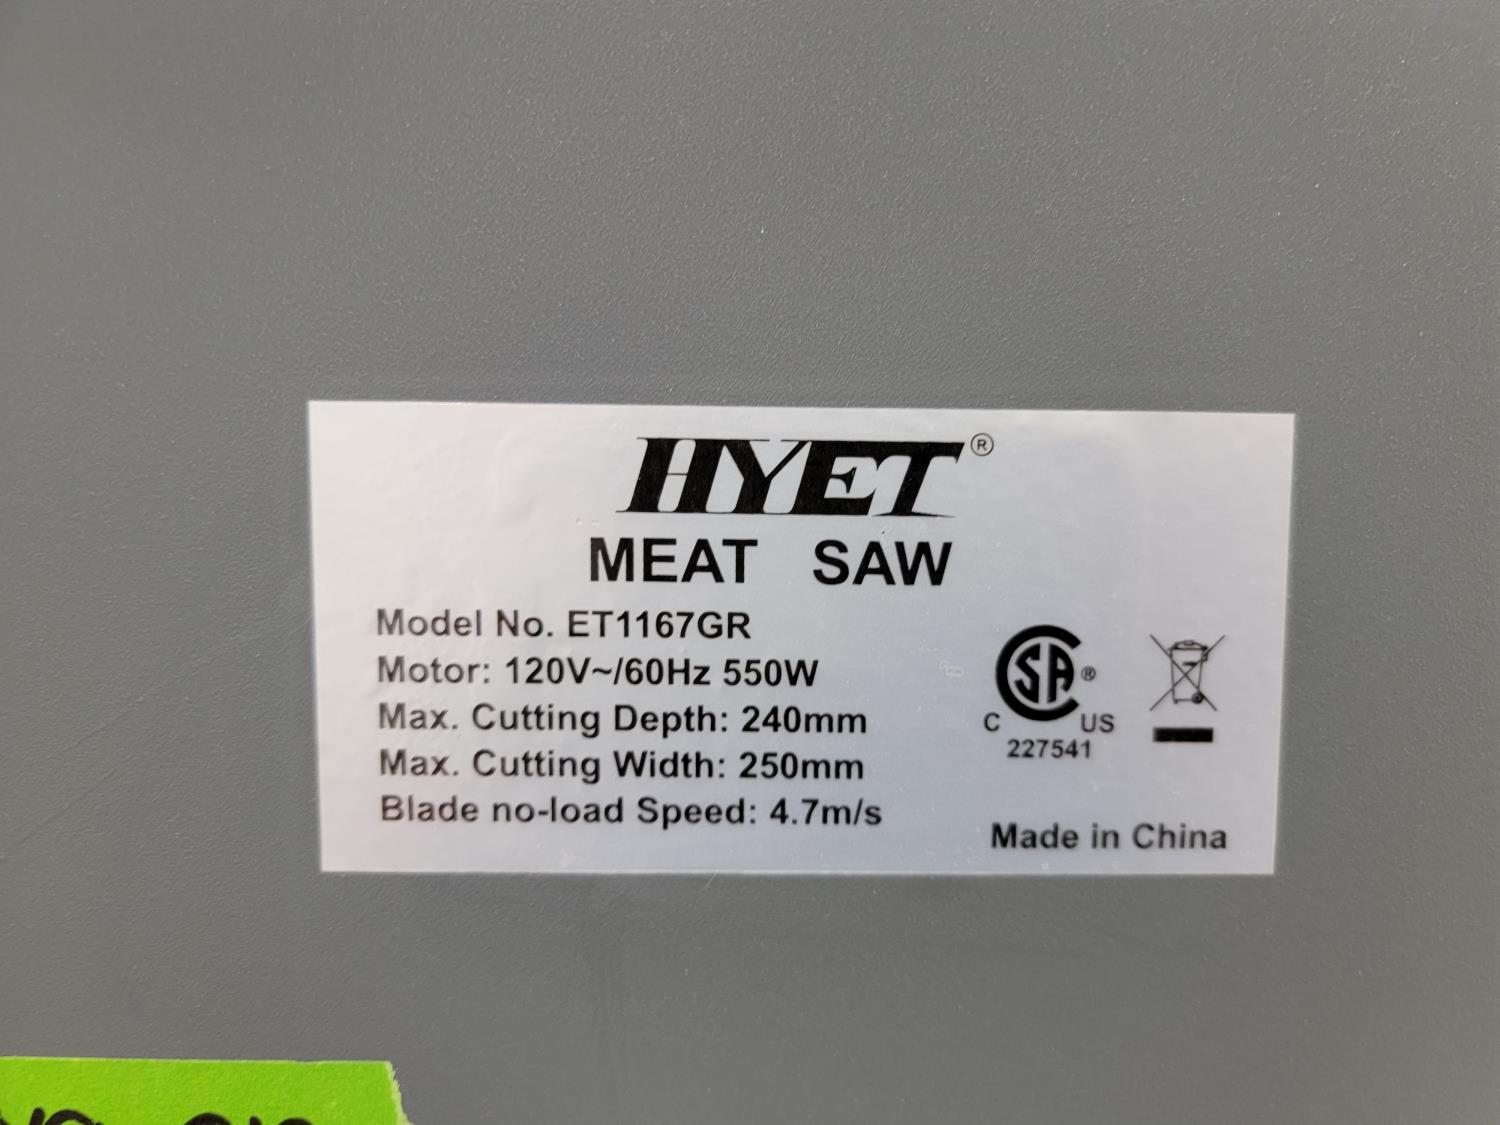 HYET®
MEAT SAW
Model No. ET1167GR
Motor: 120V~/60Hz 550W
Max. Cutting Depth: 240mm
Max. Cutting Width: 250mm
Blade no-load Speed: 4.7m/s
CSA®
C US
227541
Made in China